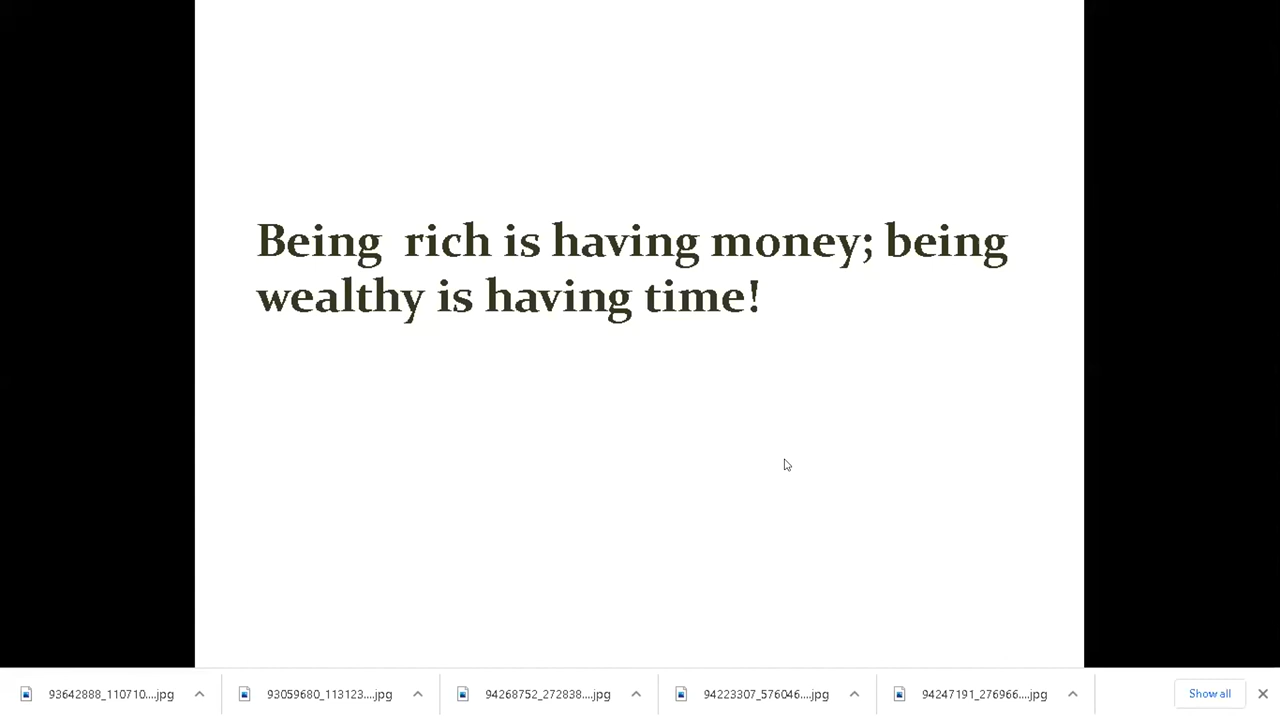 Being  rich is having money; being
wealthy is having time!
93642888_110710....jpg
93059680_113123....jpg
94268752_272838....jpg
94223307_576046....jpg
94247191_276966....jpg
Show all